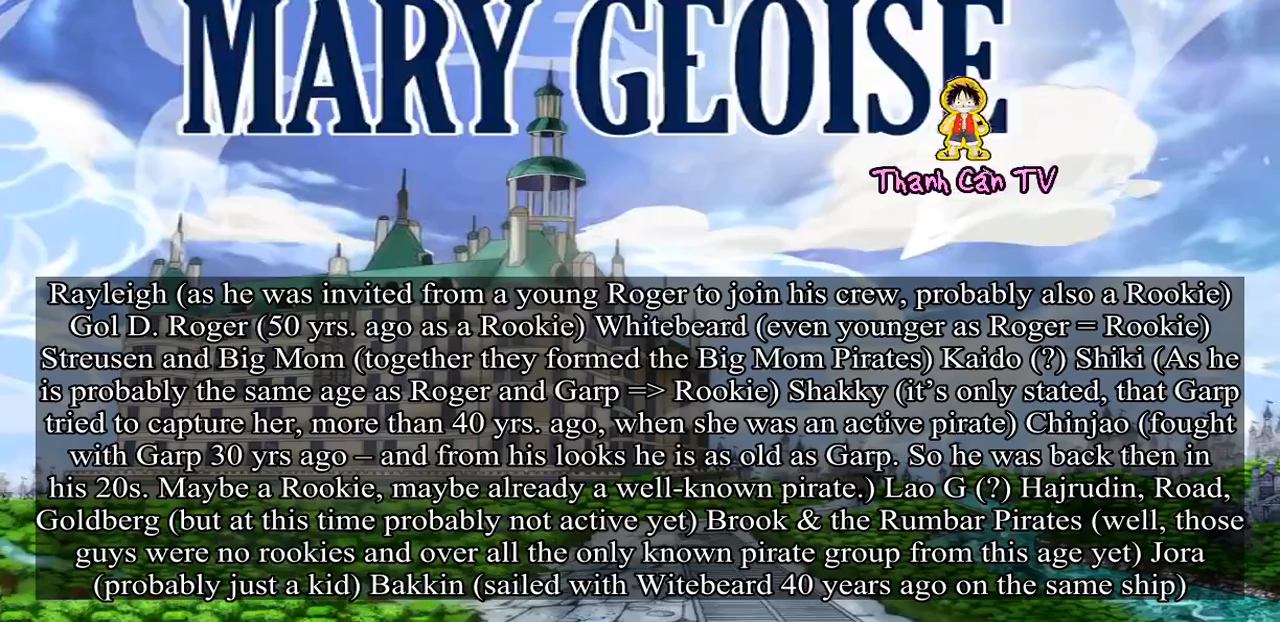 MARY GEOISE
Thanh Cần TV
Rayleigh (as he was invited from a young Roger to join his crew, probably also a Rookie)
Gol D. Roger (50 yrs. ago as a Rookie) Whitebeard (even younger as Roger = Rookie)
Streusen and Big Mom (together they formed the Big Mom Pirates) Kaido (?) Shiki (As he
is probably the same age as Roger and Garp => Rookie) Shakky (it’s only stated, that Garp
tried to capture her, more than 40 yrs. ago, when she was an active pirate) Chinjao (fought
with Garp 30 yrs ago – and from his looks he is as old as Garp. So he was back then in
his 20s. Maybe a Rookie, maybe already a well-known pirate.) Lao G (?) Hajrudin, Road,
Goldberg (but at this time probably not active yet) Brook & the Rumbar Pirates (well, those
guys were no rookies and over all the only known pirate group from this age yet) Jora
(probably just a kid) Bakkin (sailed with Witebeard 40 years ago on the same ship)